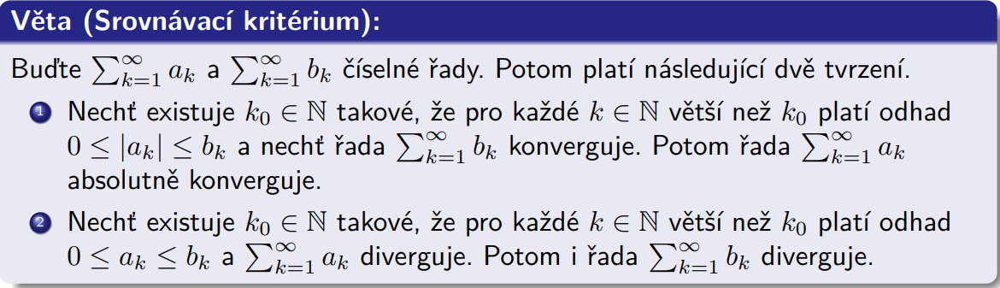 Věta (Srovnávací kritérium):
Buďte $\sum_{k=1}^{\infty} a_k$ a $\sum_{k=1}^{\infty} b_k$ číselné řady. Potom platí následující dvě tvrzení.
1 Nechť existuje $k_0 \in \mathbb{N}$ takové, že pro každé $k \in \mathbb{N}$ větší než $k_0$ platí odhad
$0 \leq |a_k| \leq b_k$ a nechť řada $\sum_{k=1}^{\infty} b_k$ konverguje. Potom řada $\sum_{k=1}^{\infty} a_k$
absolutně konverguje.
2 Nechť existuje $k_0 \in \mathbb{N}$ takové, že pro každé $k \in \mathbb{N}$ větší než $k_0$ platí odhad
$0 \leq a_k \leq b_k$ a $\sum_{k=1}^{\infty} a_k$ diverguje. Potom i řada $\sum_{k=1}^{\infty} b_k$ diverguje.